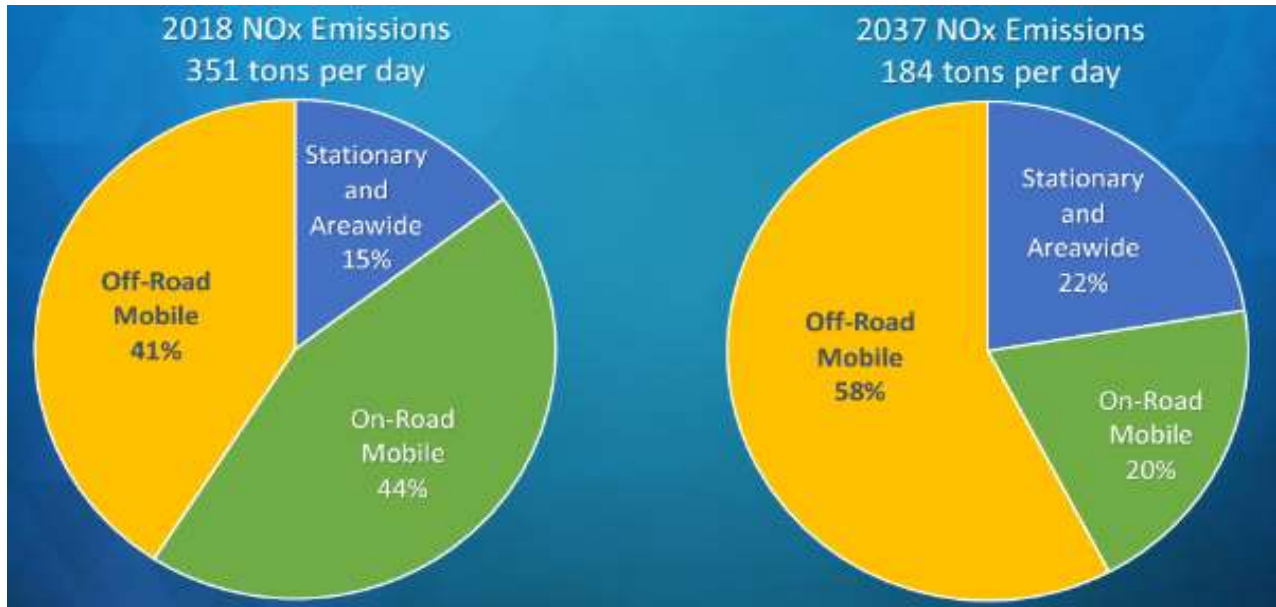 2018 NOx Emissions
351 tons per day
Stationary
and
Areawide
15%
Off-Road
Mobile
41%
On-Road
Mobile
44%
2037 NOx Emissions
184 tons per day
Stationary
and
Areawide
22%
Off-Road
Mobile
58%
On-Road
Mobile
20%